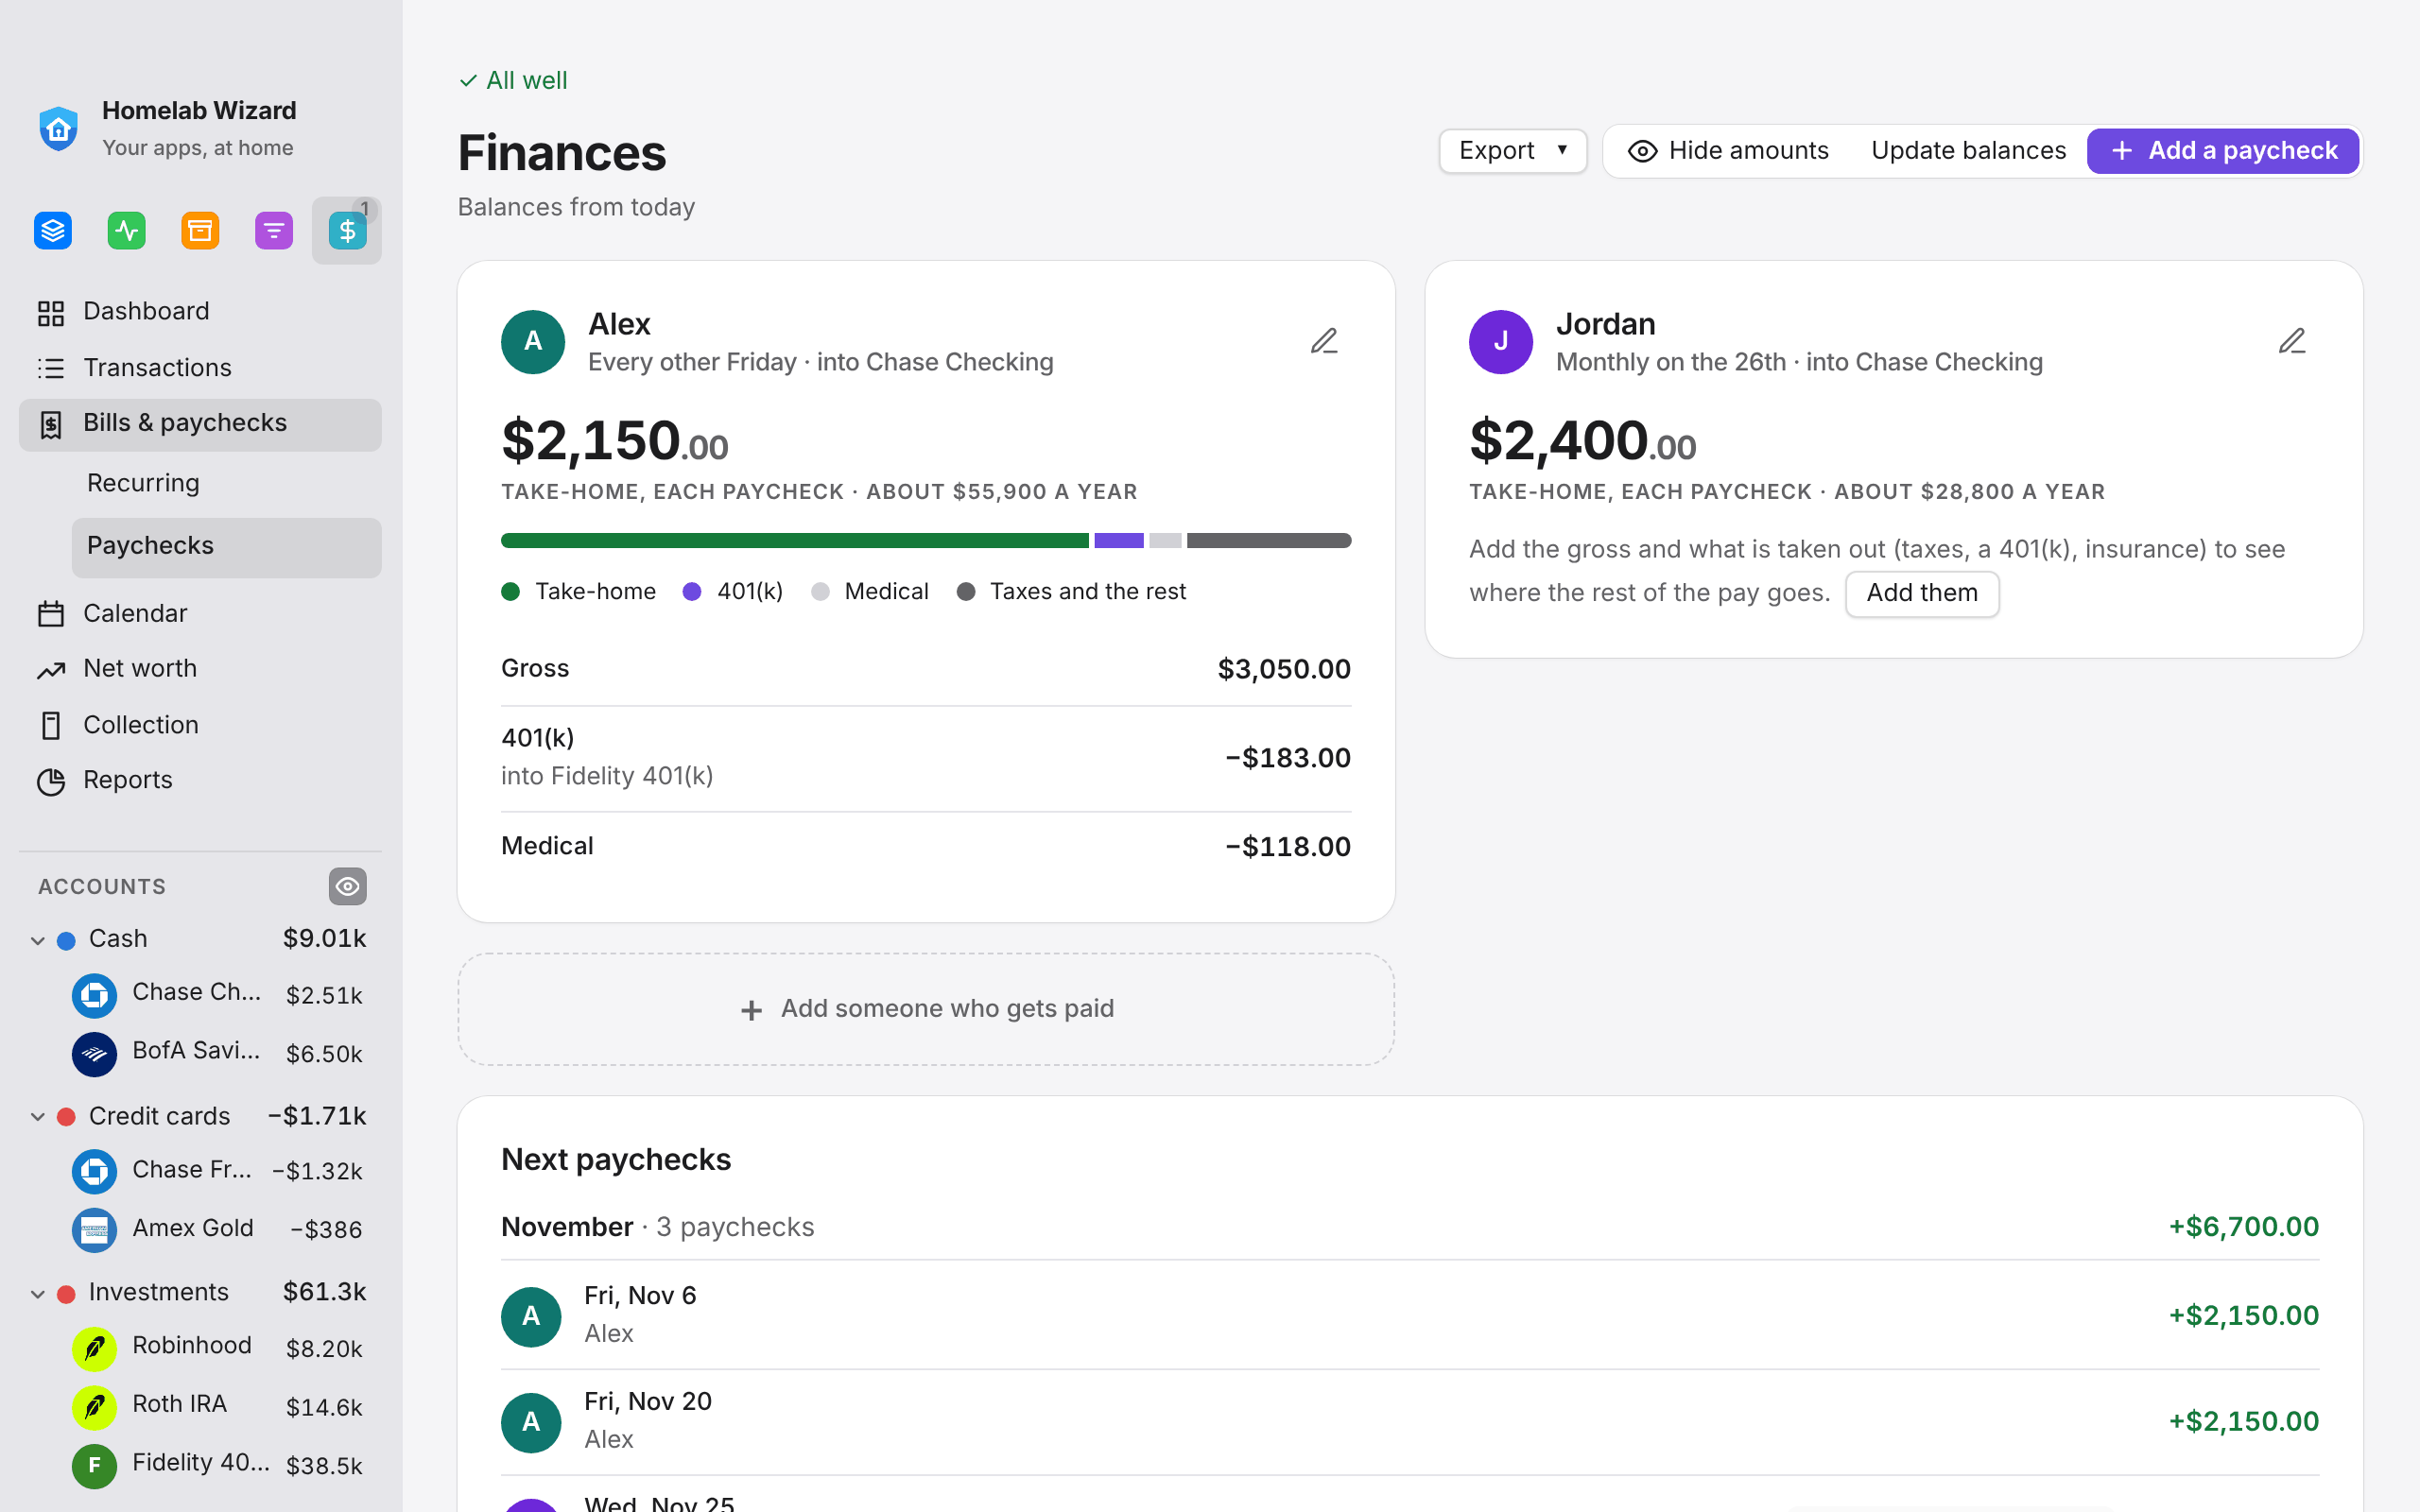 Homelab Wizard
Your apps, at home
1
Dashboard
Transactions
Bills & paychecks
Recurring
Paychecks
Calendar
Net worth
Collection
Reports
ACCOUNTS
Cash $9.01k
Chase Ch... $2.51k
BofA Savi... $6.50k
Credit cards −$1.71k
Chase Fr... −$1.32k
Amex Gold −$386
Investments $61.3k
Robinhood $8.20k
Roth IRA $14.6k
F Fidelity 40... $38.5k
All well
Finances
Balances from today
Export
Hide amounts
Update balances
Add a paycheck
A
Alex
Every other Friday · into Chase Checking
$2,150.00
TAKE-HOME, EACH PAYCHECK · ABOUT $55,900 A YEAR
Take-home 401(k) Medical Taxes and the rest
Gross $3,050.00
401(k)
into Fidelity 401(k)
−$183.00
Medical −$118.00
J
Jordan
Monthly on the 26th · into Chase Checking
$2,400.00
TAKE-HOME, EACH PAYCHECK · ABOUT $28,800 A YEAR
Add the gross and what is taken out (taxes, a 401(k), insurance) to see
where the rest of the pay goes. Add them
Add someone who gets paid
Next paychecks
November · 3 paychecks +$6,700.00
A
Fri, Nov 6
Alex
+$2,150.00
A
Fri, Nov 20
Alex
+$2,150.00
Wed, Nov 25